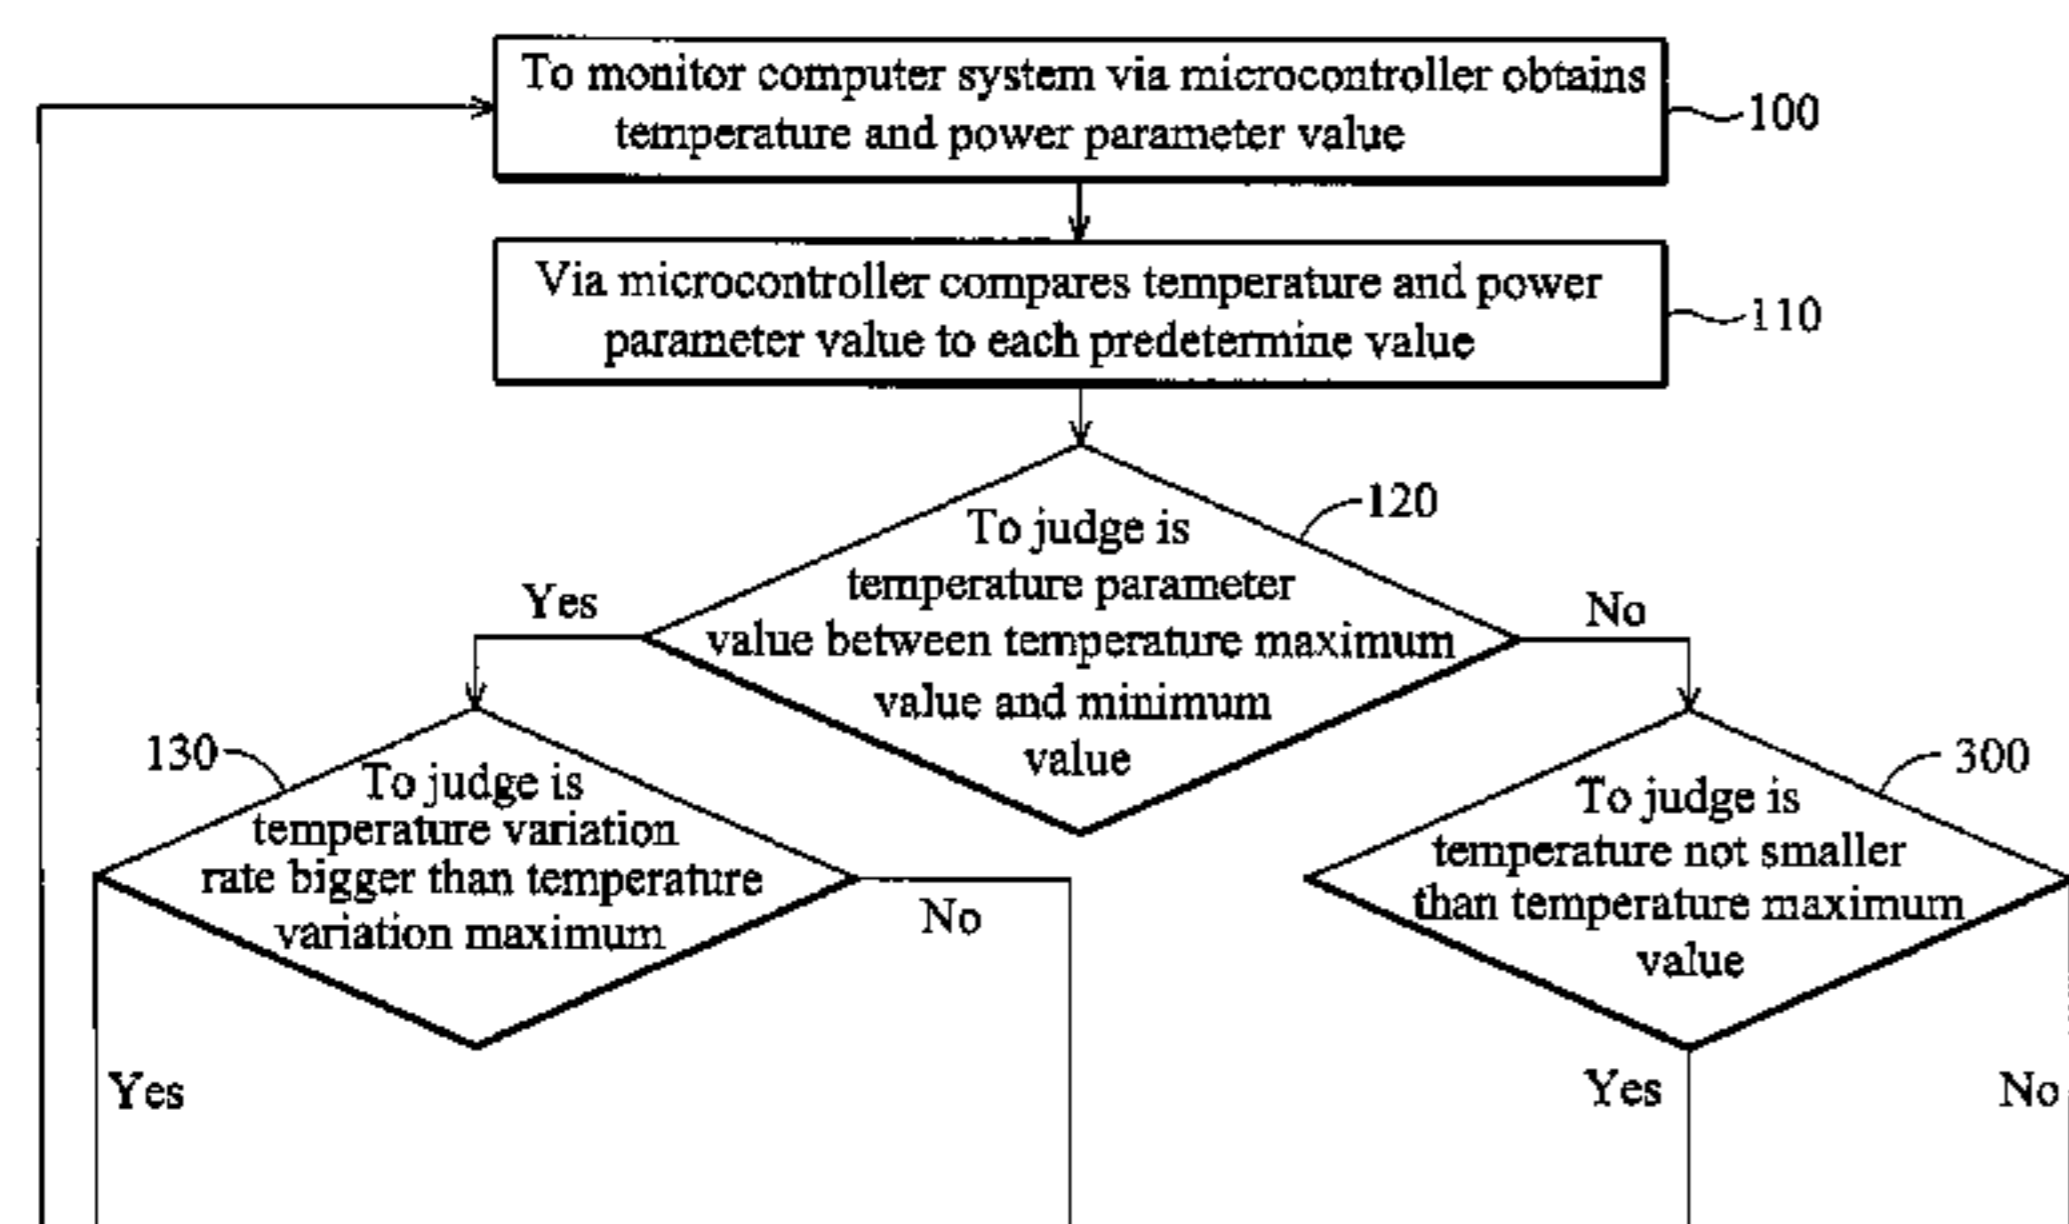 To monitor computer system via microcontroller obtains
temperature and power parameter value
100
Via microcontroller compares temperature and power
parameter value to each predetermine value
110
120
To judge is
temperature parameter
value between temperature maximum
value and minimum
value
Yes
No
130
To judge is
temperature variation
rate bigger than temperature
variation maximum
No
Yes
300
To judge is
temperature not smaller
than temperature maximum
value
Yes
No